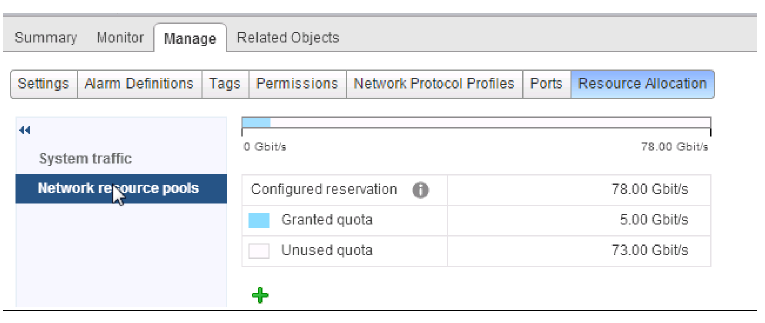 Summary Monitor Manage Related Objects
Settings Alarm Definitions Tags Permissions Network Protocol Profiles Ports Resource Allocation
System traffic
Network resource pools
0 Gbit/s 78.00 Gbit/s
Configured reservation 78.00 Gbit/s
Granted quota 5.00 Gbit/s
Unused quota 73.00 Gbit/s